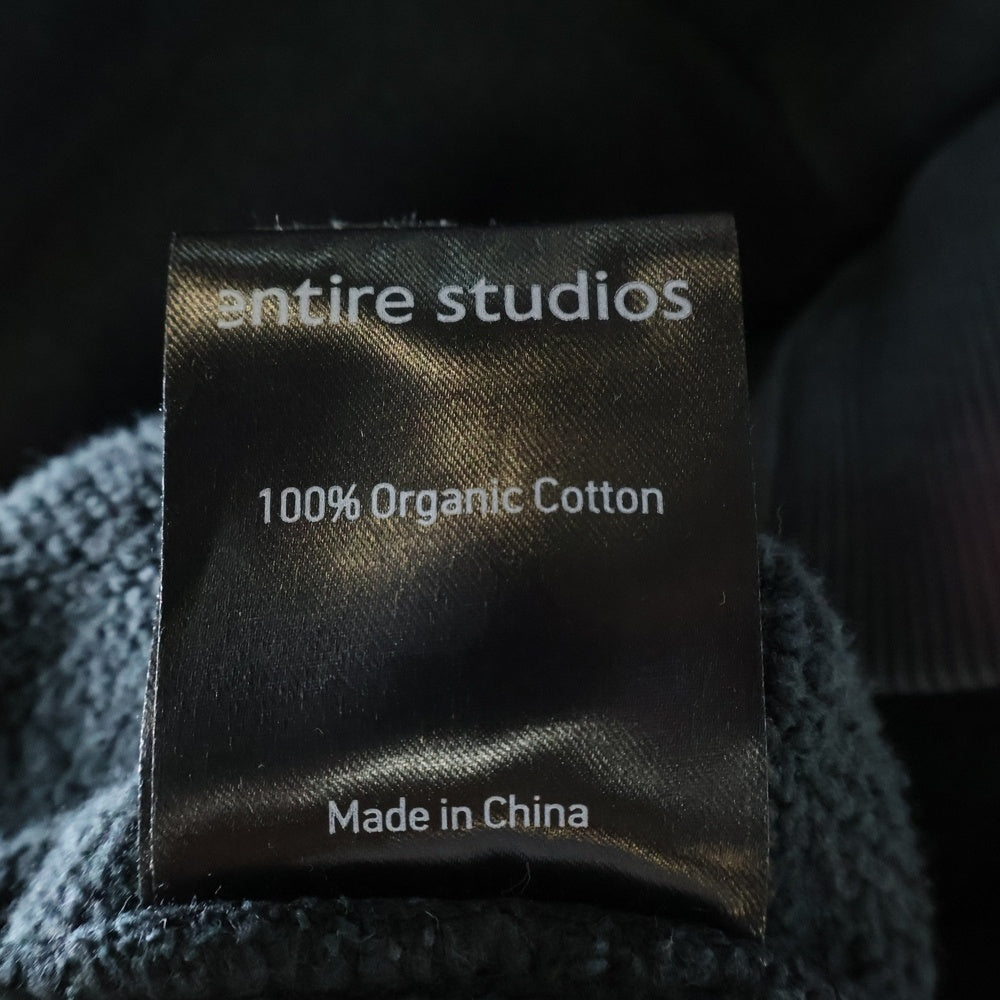 entire studios
100% Organic Cotton
Made in China